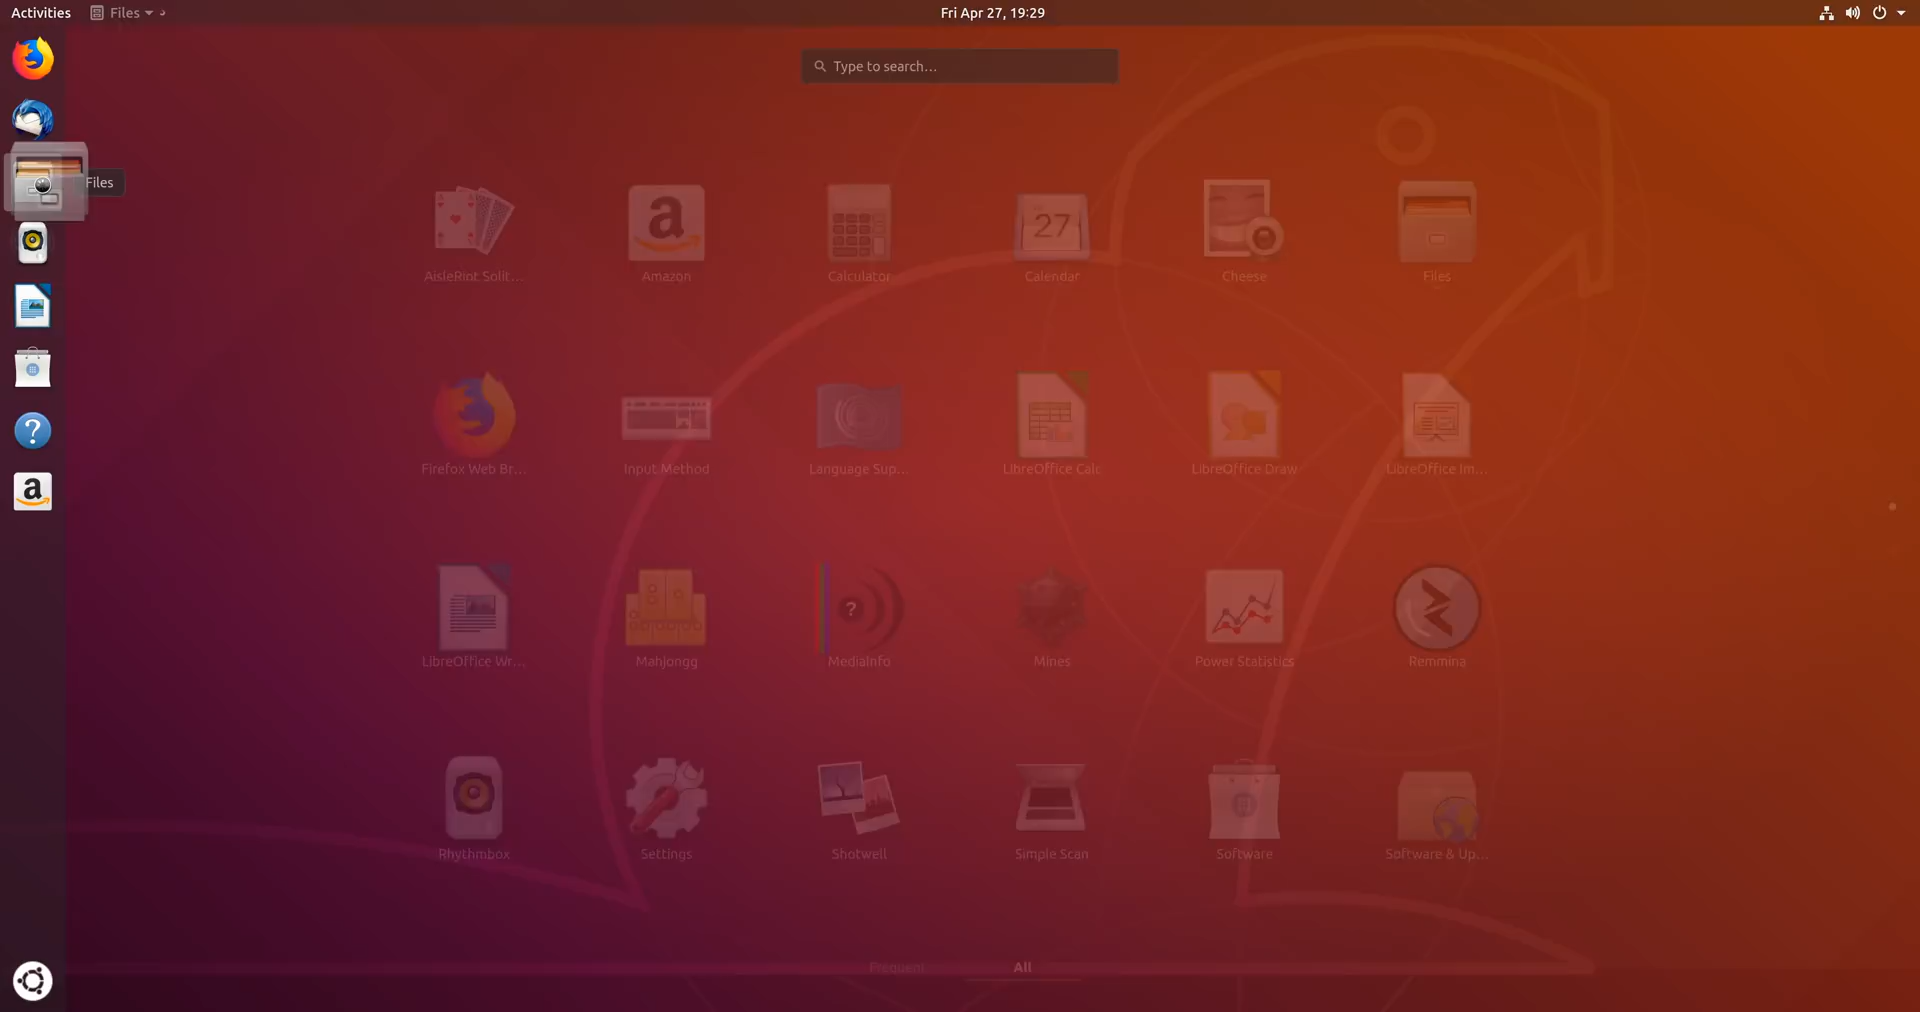 Activities
Files
Fri Apr 27, 19:29
Type to search...
Files
AisleRiot Solit...
Amazon
Calculator
27
Calendar
Cheese
Files
Firefox Web Br...
Input Method
Language Sup...
LibreOffice Calc
LibreOffice Draw
LibreOffice Im...
LibreOffice Wr...
Mahjongg
MediaInfo
Mines
Power Statistics
Remmina
Rhythmbox
Settings
Shotwell
Simple Scan
Software
Software & Up...
Frequent
All